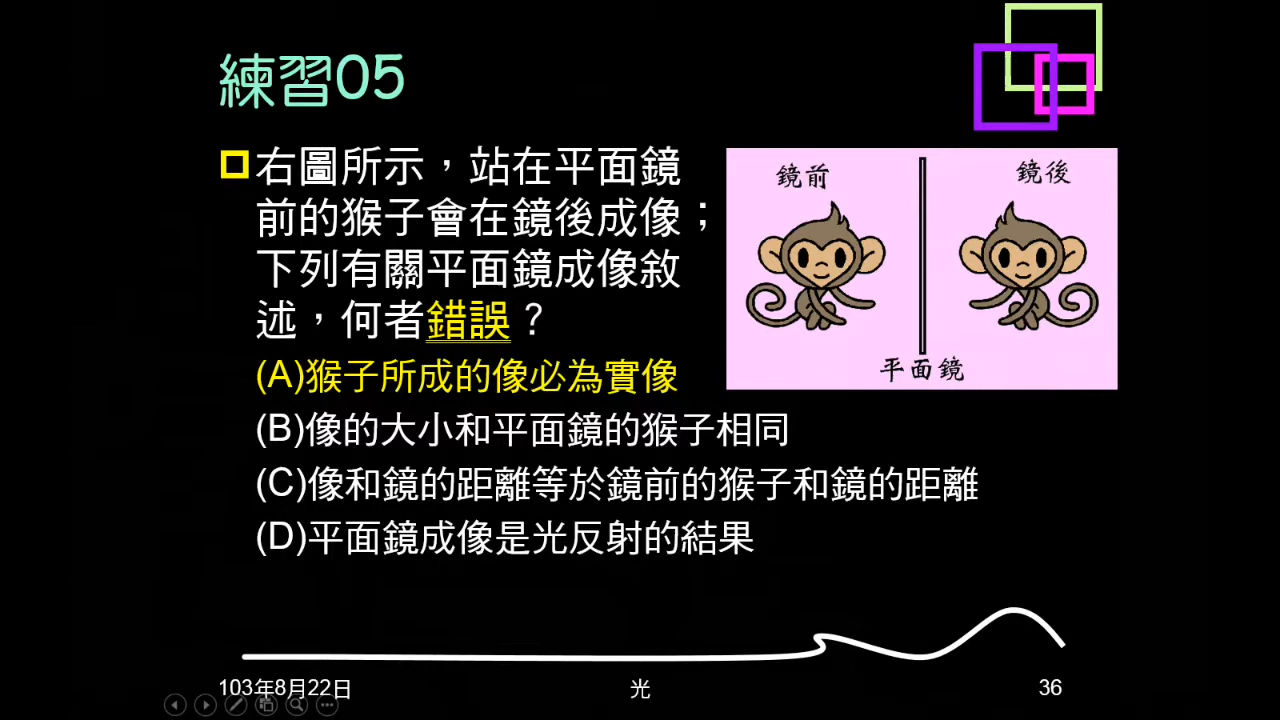 練習05
右圖所示，站在平面鏡
前的猴子會在鏡後成像；
下列有關平面鏡成像敘
述，何者錯誤？
(A)猴子所成的像必為實像
(B)像的大小和平面鏡的猴子相同
(C)像和鏡的距離等於鏡前的猴子和鏡的距離
(D)平面鏡成像是光反射的結果
鏡前
鏡後
平面鏡
103年8月22日
光
36